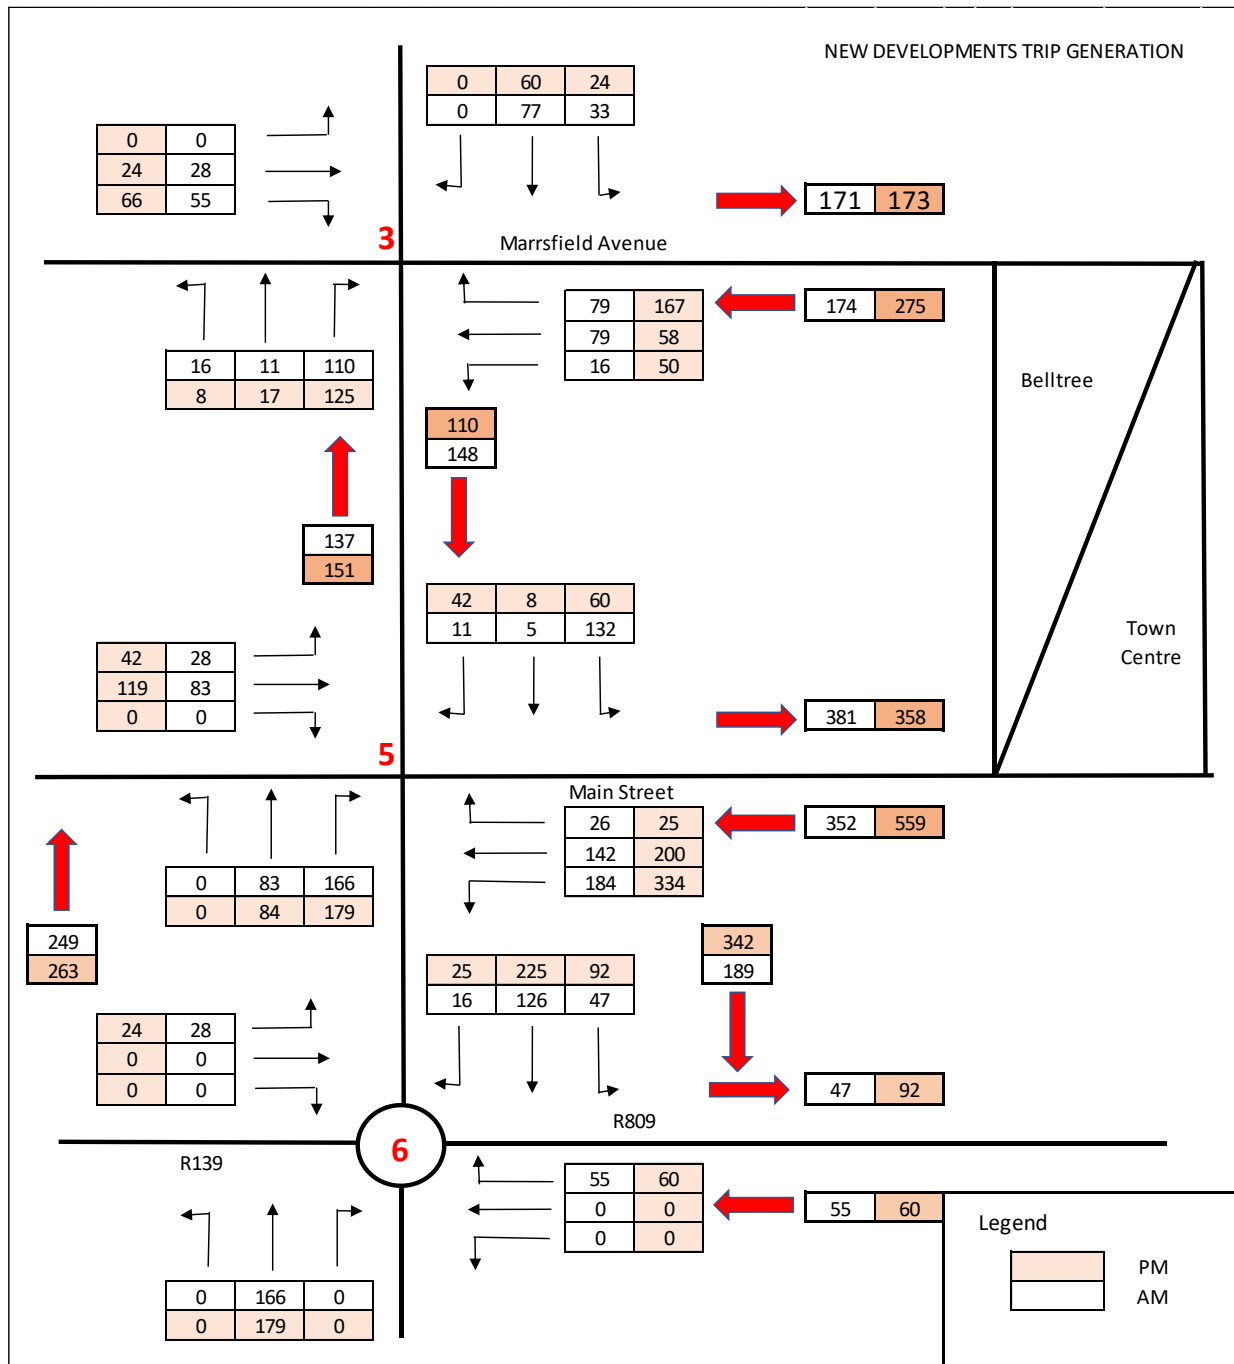 NEW DEVELOPMENTS TRIP GENERATION
0 60 24
0 77 33
0 0
24 28
66 55
171 173
3
Marrsfield Avenue
79 167
79 58
16 50
174 275
16 11 110
8 17 125
Belltree
110
148
137
151
42 8 60
11 5 132
Town
Centre
42 28
119 83
0 0
381 358
5
Main Street
26 25
142 200
184 334
352 559
0 83 166
0 84 179
249
263
342
189
25 225 92
16 126 47
24 28
0 0
0 0
47 92
R809
6
R139
55 60
0 0
0 0
55 60
Legend
PM
AM
0 166 0
0 179 0